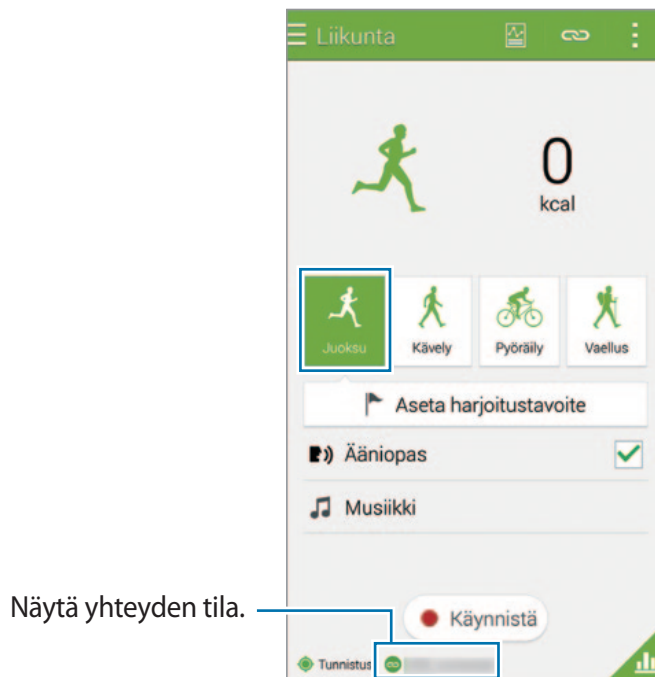 Liikunta
0
kcal
Juoksu
Kävely
Pyöräily
Vaellus
Aseta harjoitustavoite
Ääniopas
Musiikki
Näytä yhteyden tila.
Käynnistä
Tunnistus